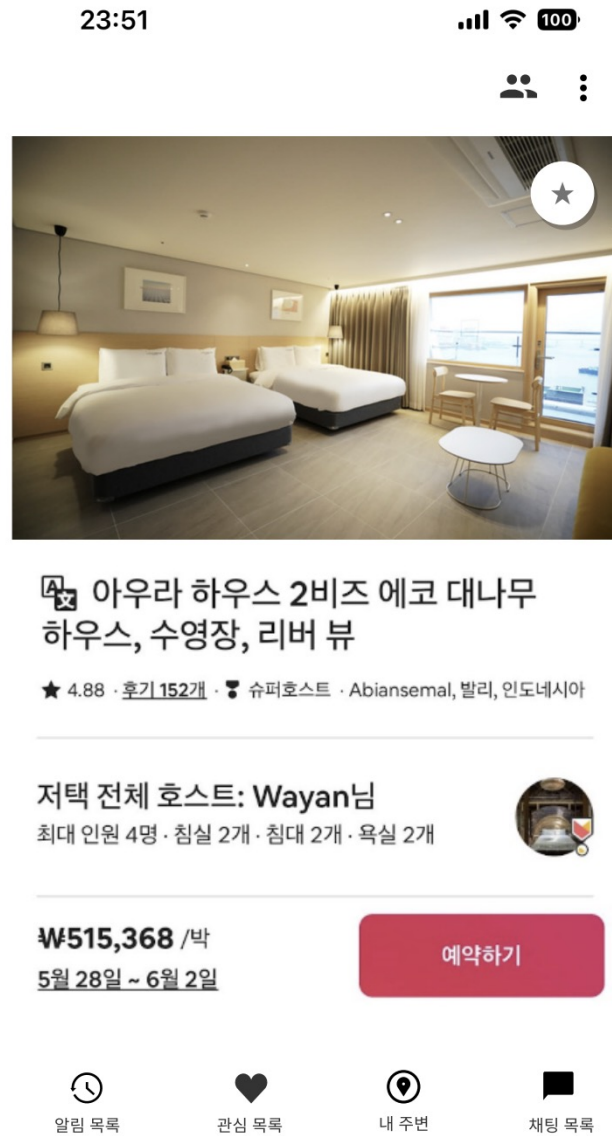 23:51
100
아우라 하우스 2비즈 에코 대나무
하우스, 수영장, 리버 뷰
★ 4.88 · 후기 152개 · 슈퍼호스트 · Abiansemal, 발리, 인도네시아
저택 전체 호스트: Wayan님
최대 인원 4명 · 침실 2개 · 침대 2개 · 욕실 2개
₩515,368 /박
5월 28일 ~ 6월 2일
예약하기
알림 목록
관심 목록
내 주변
채팅 목록